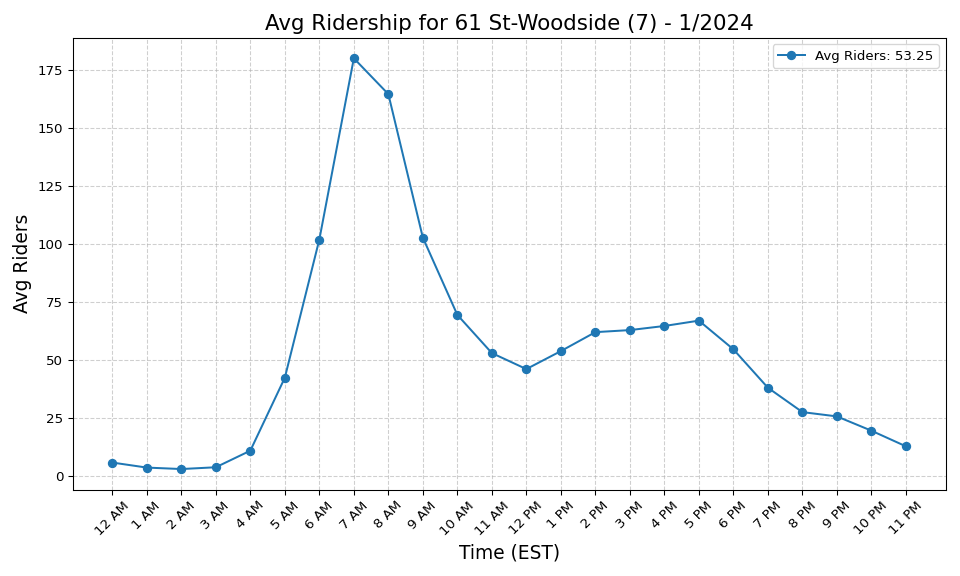 Avg Ridership for 61 St-Woodside (7) - 1/2024
Avg Riders: 53.25
Avg Riders
175
150
125
100
75
50
25
0
12 AM
1 AM
2 AM
3 AM
4 AM
5 AM
6 AM
7 AM
8 AM
9 AM
10 AM
11 AM
12 PM
1 PM
2 PM
3 PM
4 PM
5 PM
6 PM
7 PM
8 PM
9 PM
10 PM
11 PM
Time (EST)